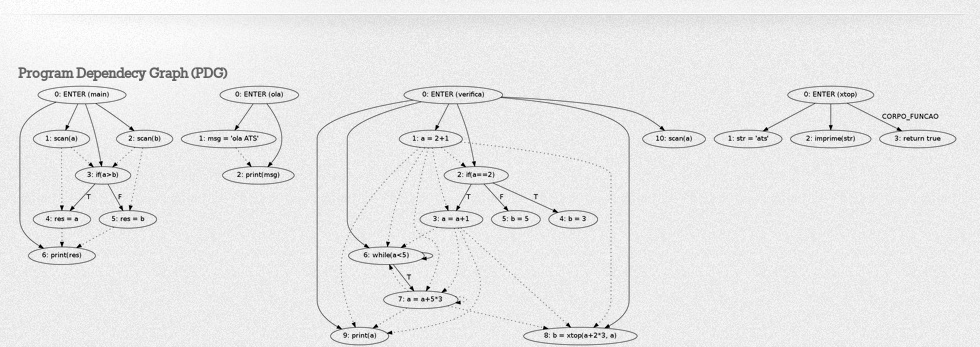 Program Dependecy Graph (PDG)
0: ENTER (main)
1: scan(a)
2: scan(b)
3: if(a>b)
T
F
4: res = a
5: res = b
6: print(res)
0: ENTER (ola)
1: msg = 'ola ATS'
2: print(msg)
0: ENTER (verifica)
1: a = 2+1
10: scan(a)
2: if(a==2)
T
F
T
3: a = a+1
5: b = 5
4: b = 3
6: while(a<5)
T
7: a = a+5*3
9: print(a)
8: b = xtop(a+2*3, a)
0: ENTER (xtop)
CORPO_FUNCAO
1: str = 'ats'
2: imprime(str)
3: return true